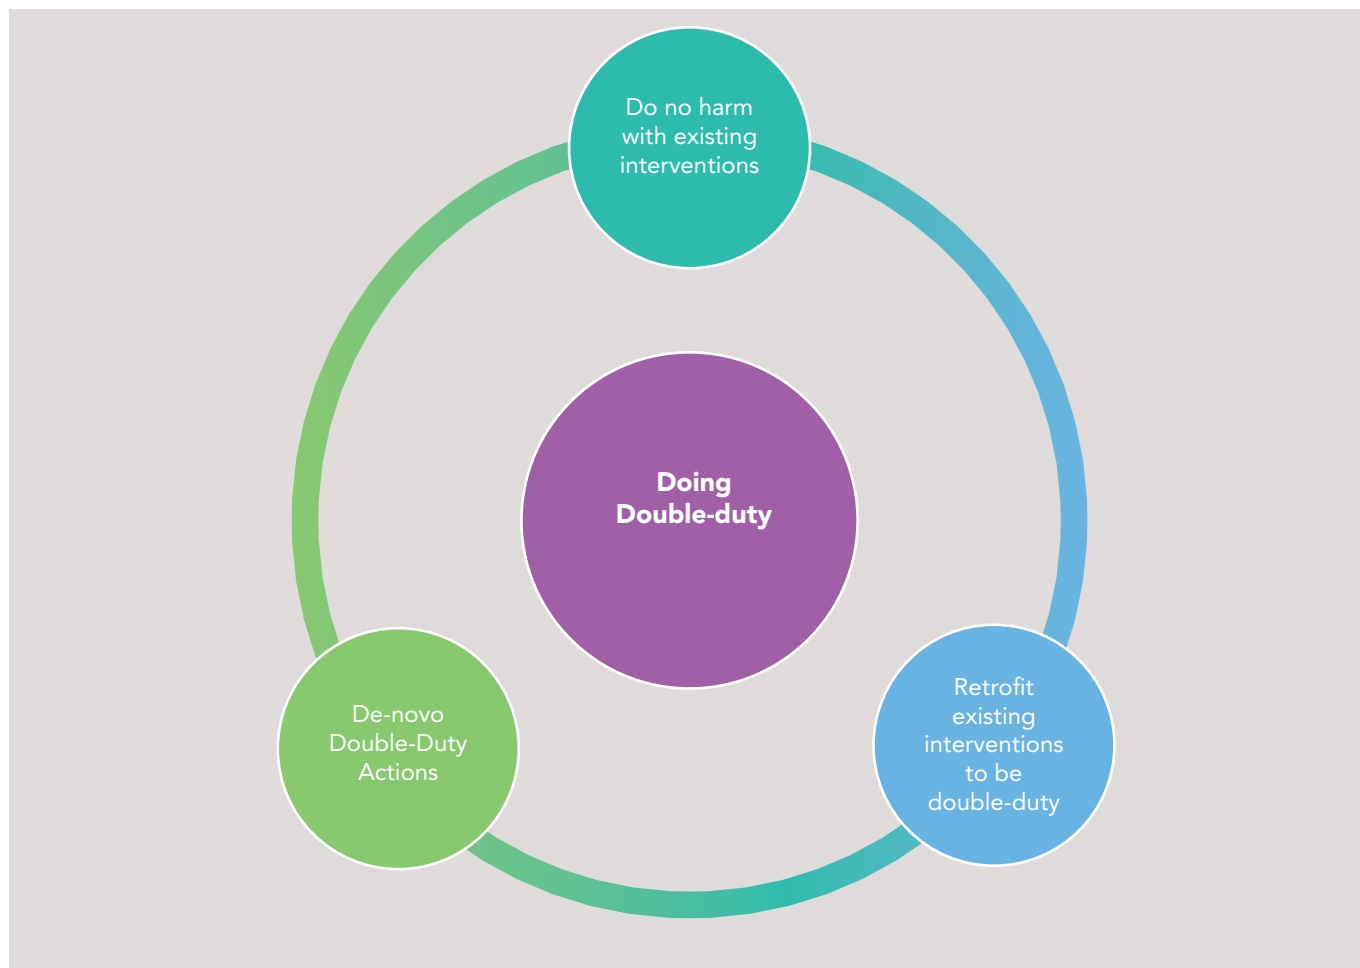 Do no harm
with existing
interventions
Doing
Double-duty
De-novo
Double-Duty
Actions
Retrofit
existing
interventions
to be
double-duty